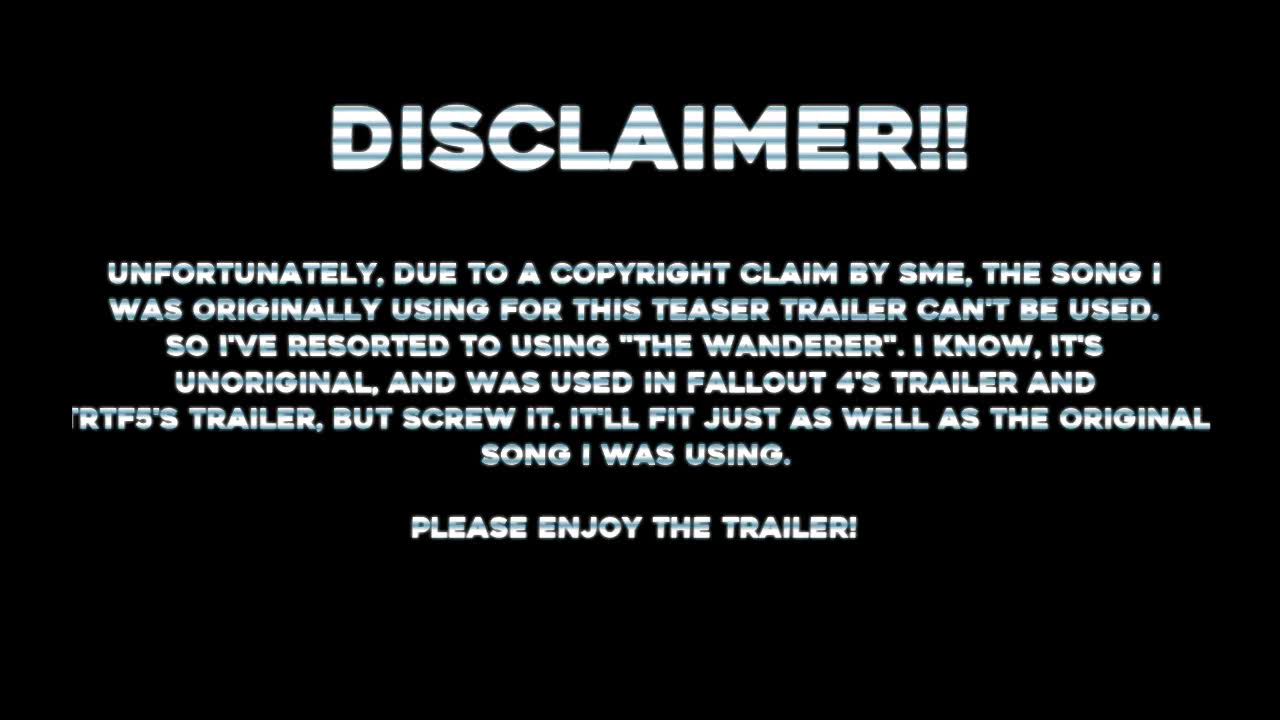 DISCLAIMER!!
UNFORTUNATELY, DUE TO A COPYRIGHT CLAIM BY SME, THE SONG I
WAS ORIGINALLY USING FOR THIS TEASER TRAILER CAN'T BE USED.
SO I'VE RESORTED TO USING "THE WANDERER". I KNOW, IT'S
UNORIGINAL, AND WAS USED IN FALLOUT 4'S TRAILER AND
TRTF5'S TRAILER, BUT SCREW IT. IT'LL FIT JUST AS WELL AS THE ORIGINAL
SONG I WAS USING.
PLEASE ENJOY THE TRAILER!